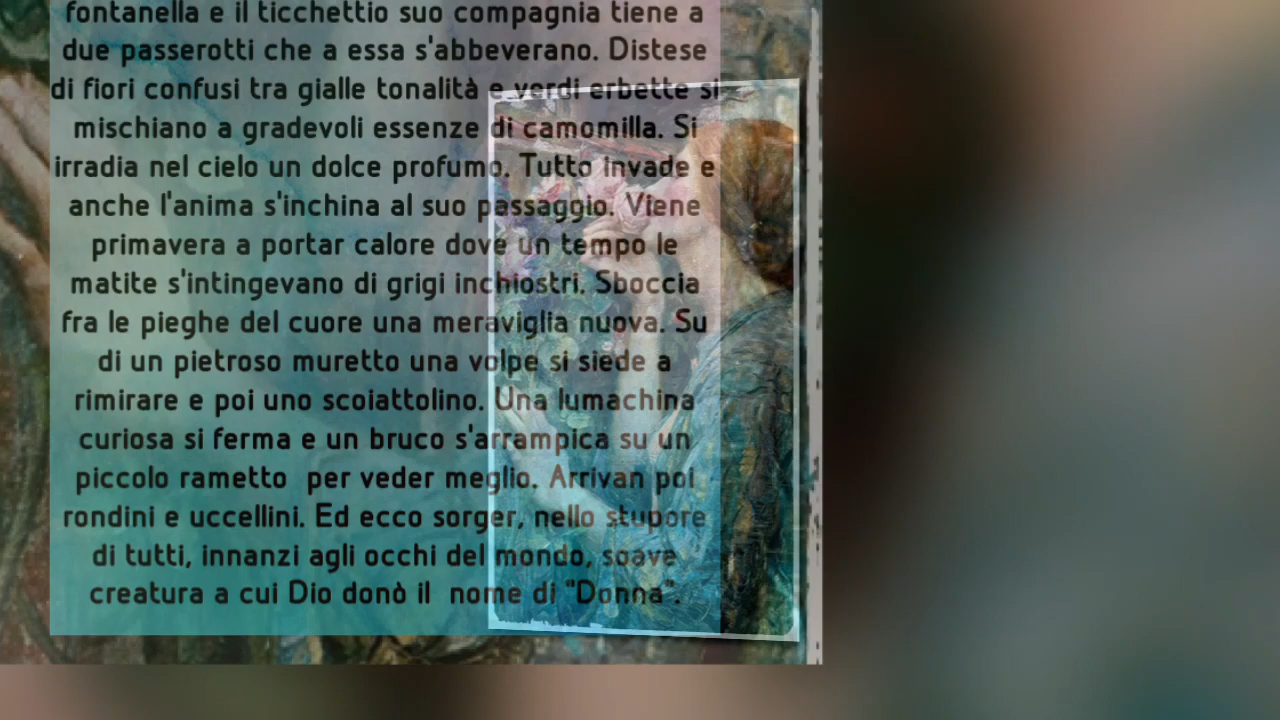 fontanella e il ticchettio suo compagnia tiene a
due passerotti che a essa s'abbeverano. Distese
di fiori confusi tra gialle tonalità e verdi erbette si
mischiano a gradevoli essenze di camomilla. Si
irradia nel cielo un dolce profumo. Tutto invade e
anche l'anima s'inchina al suo passaggio. Viene
primavera a portar calore dove un tempo le
matite s'intingevano di grigi inchiostri. Sboccia
fra le pieghe del cuore una meraviglia nuova. Su
di un pietroso muretto una volpe si siede a
rimirare e poi uno scoiattolino. Una lumachina
curiosa si ferma e un bruco s'arrampica su un
piccolo rametto  per veder meglio. Arrivan poi
rondini e uccellini. Ed ecco sorger, nello stupore
di tutti, innanzi agli occhi del mondo, soave
creatura a cui Dio donò il  nome di "Donna".